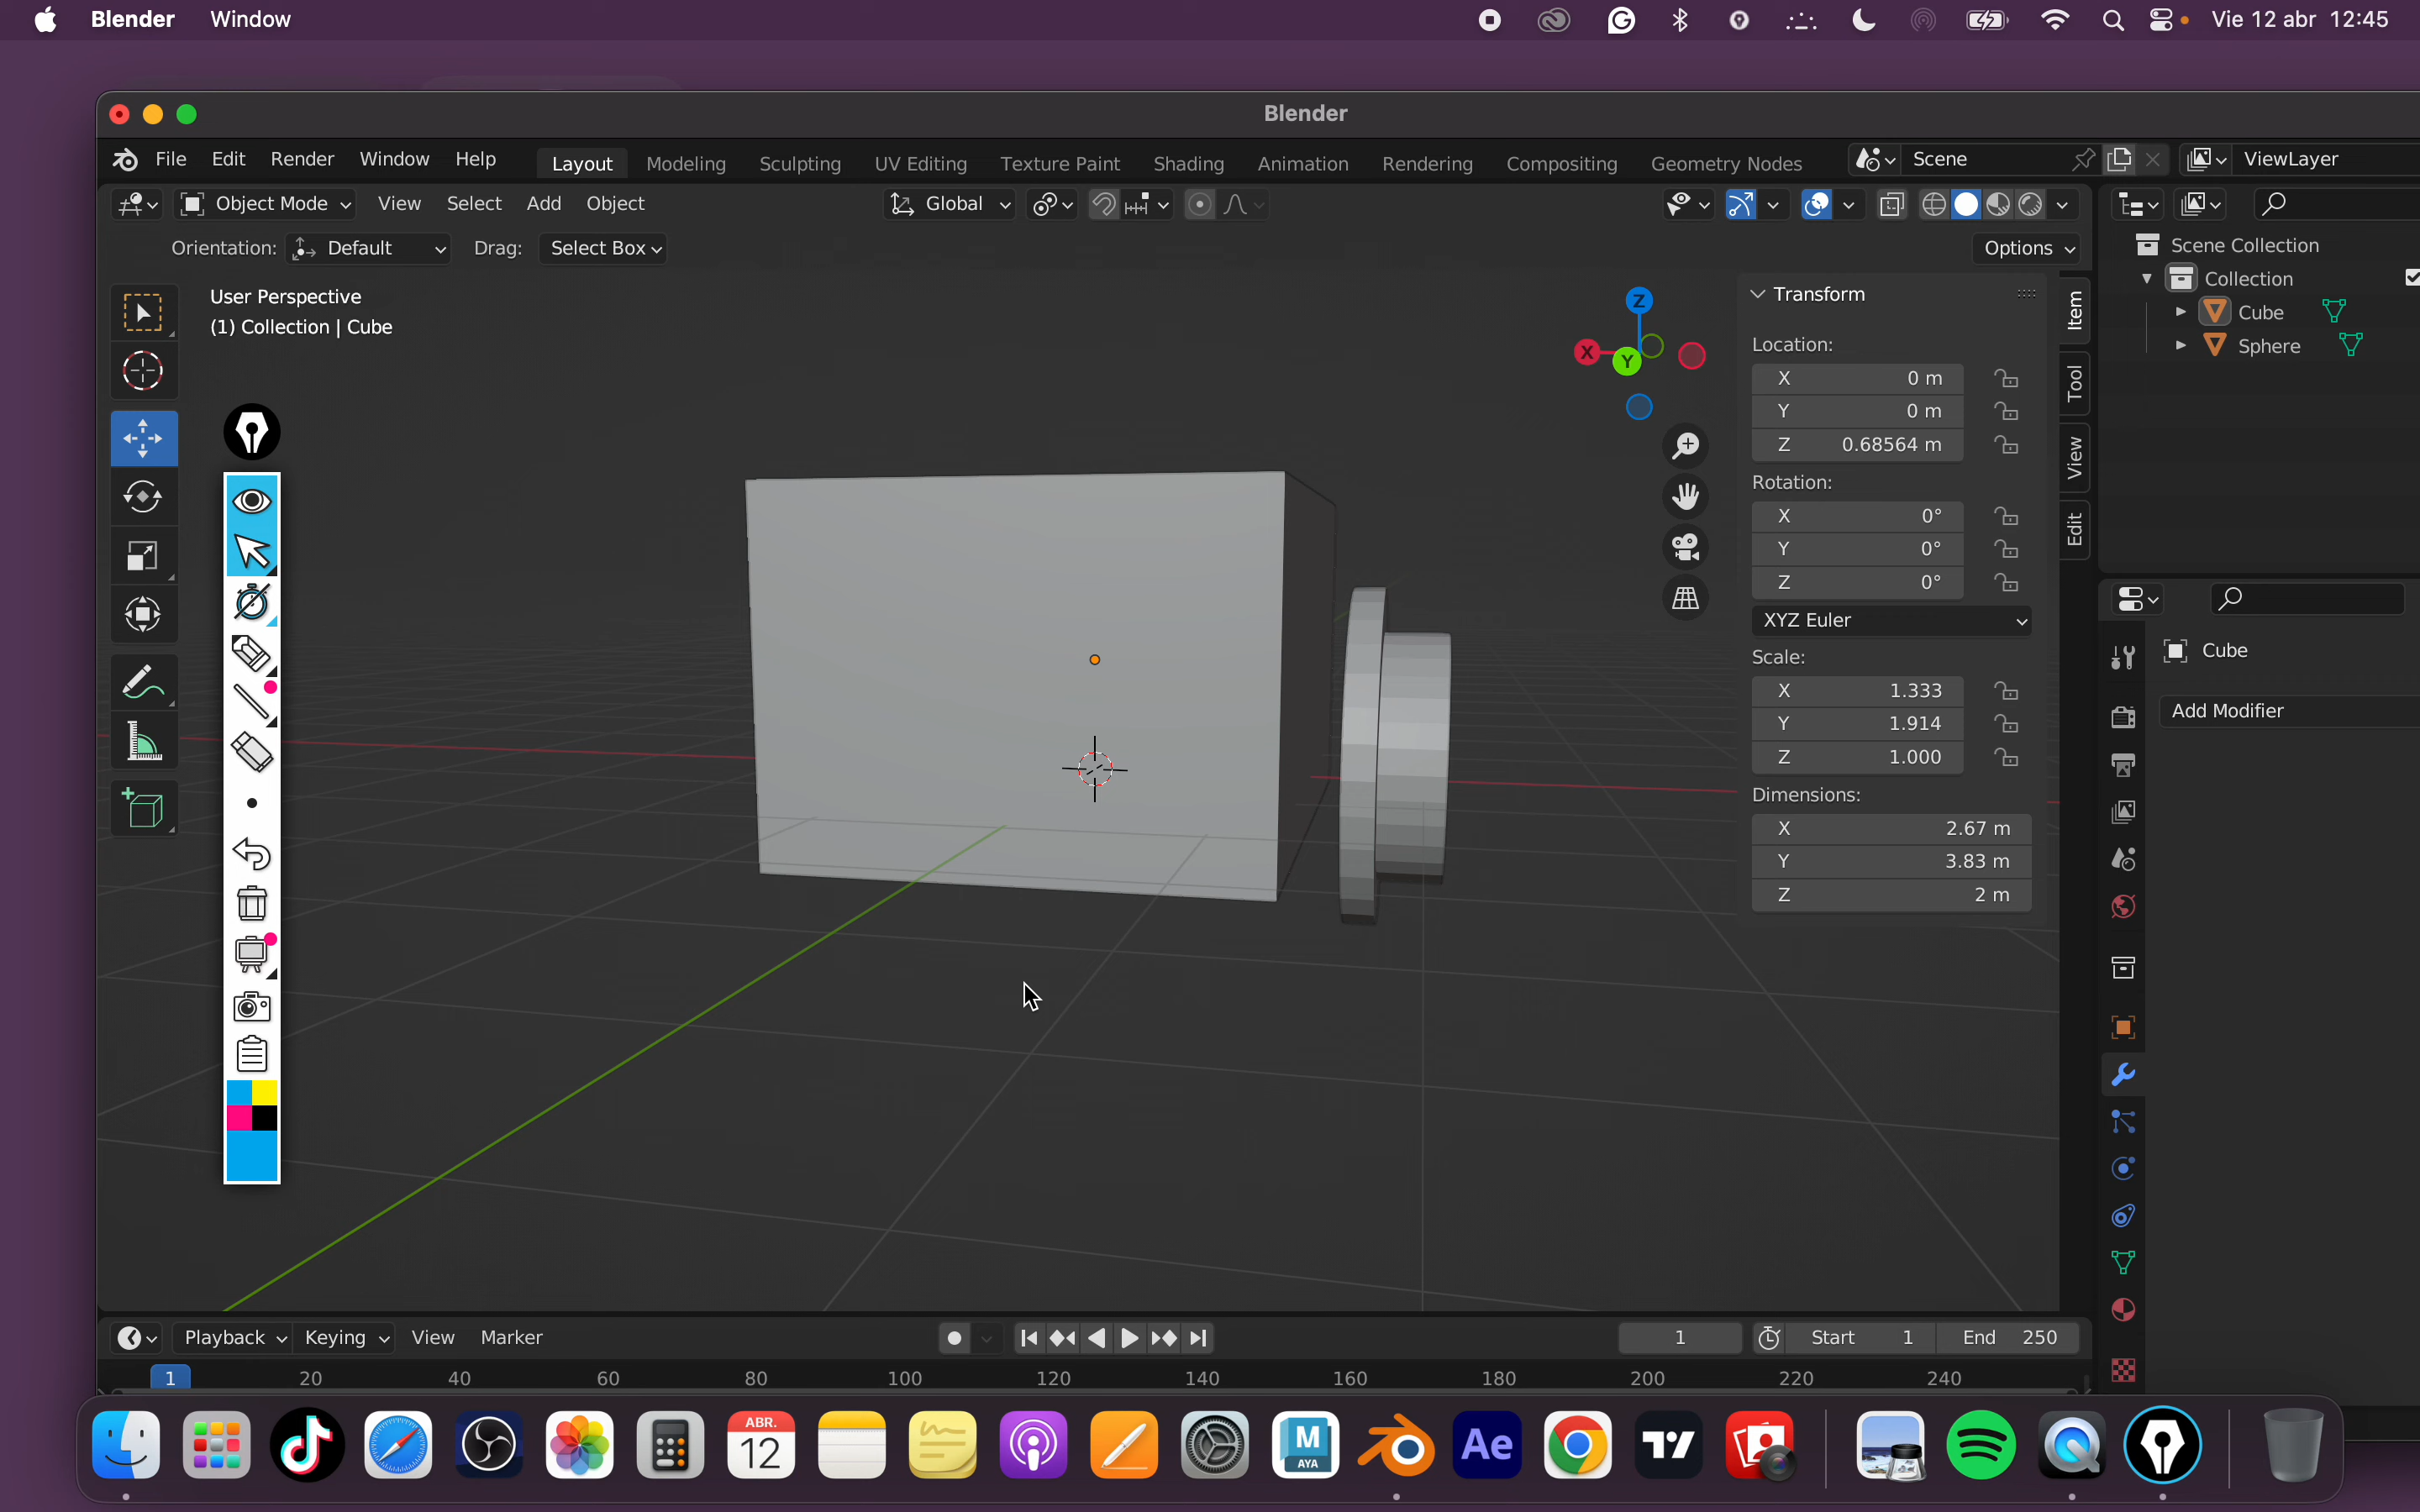 Blender Window Vie 12 abr 12:45
Blender
File Edit Render Window Help Layout Modeling Sculpting UV Editing Texture Paint Shading Animation Rendering Compositing Geometry Nodes Scene ViewLayer
Object Mode View Select Add Object Global
Orientation: Default Drag: Select Box Options
User Perspective
(1) Collection | Cube
Z
X
Y
Transform
Location:
X 0 m
Y 0 m
Z 0.68564 m
Rotation:
X 0°
Y 0°
Z 0°
XYZ Euler
Scale:
X 1.333
Y 1.914
Z 1.000
Dimensions:
X 2.67 m
Y 3.83 m
Z 2 m
Item
Tool
View
Edit
Scene Collection
Collection
Cube
Sphere
Cube
Add Modifier
Playback Keying View Marker 1 Start 1 End 250
1 20 40 60 80 100 120 140 160 180 200 220 240
ABR.
12
M
AYA
Ae